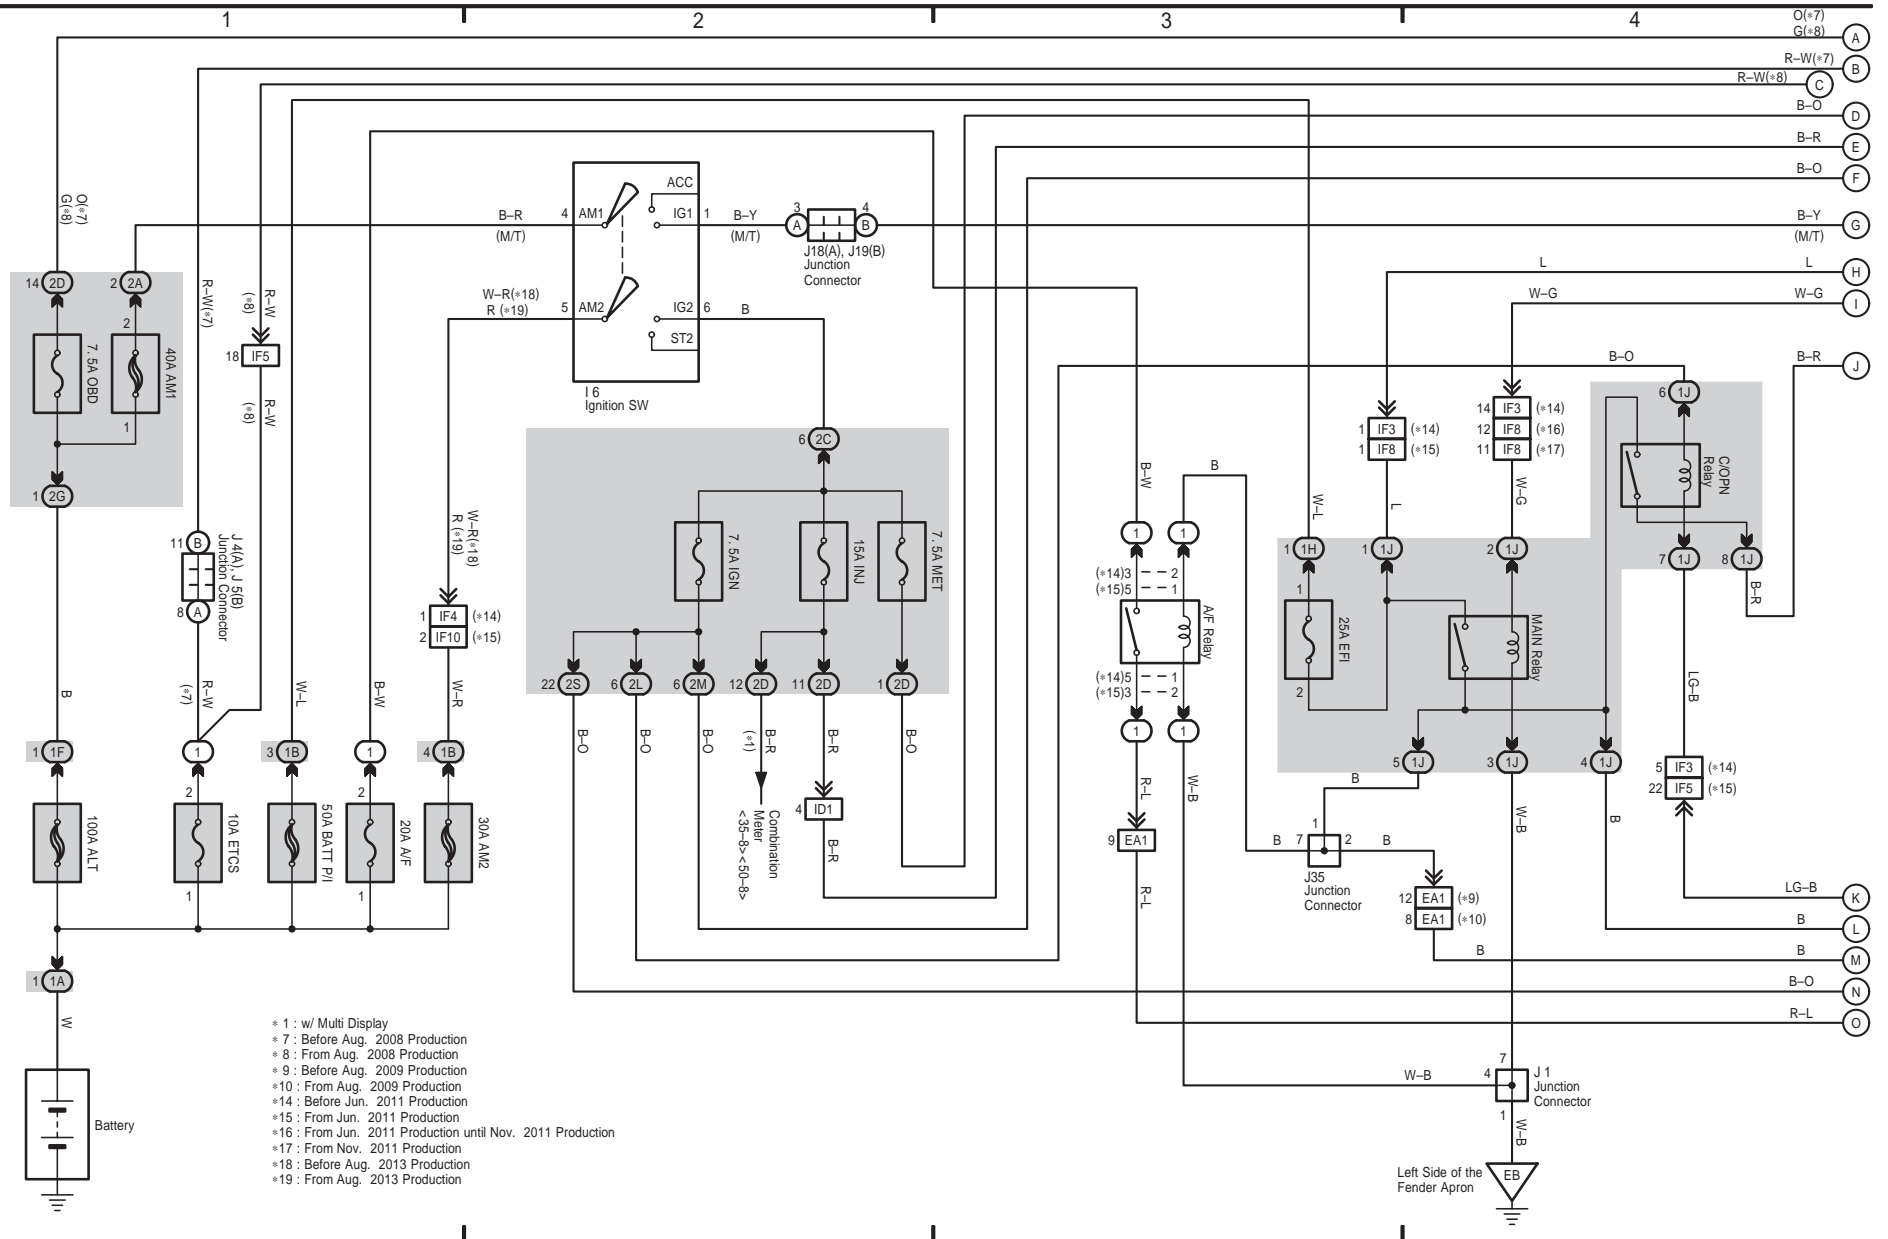 1
2
3
4
O(∗7)
G(∗8)
A
R–W(∗7)
B
R–W(∗8)
C
B–O
D
B–R
E
B–O
F
O(∗7)
G(∗8)
B–R
(M/T)
4
AM1
ACC
IG1
1
B–Y
(M/T)
3
A
4
B
J18(A), J19(B)
Junction
Connector
B–Y
(M/T)
G
L
L
H
W–G
W–G
I
W–R(∗18)
R (∗19)
5
AM2
IG2
6
B
ST2
I 6
Ignition SW
14 2D
2 2A
7. 5A OBD
2
40A AM1
1
1 2G
R–W(∗7)
R–W
(∗8)
18 IF5
R–W
(∗8)
B–O
B–R
J
6 1J
C/OPN
Relay
7 1J
8 1J
B–R
1 IF3 (∗14)
1 IF8 (∗15)
14 IF3 (∗14)
12 IF8 (∗16)
11 IF8 (∗17)
L
W–G
6 2C
7. 5A IGN
15A INJ
7. 5A MET
22 2S
6 2L
6 2M
12 2D
11 2D
1 2D
B–O
B–O
B–O
B–R
(∗1)
B–R
B–O
Combination
Meter
<35–8><50–8>
4 ID1
B–R
11 B
8 A
J 4(A), J 5(B)
Junction Connector
R–W
(∗7)
W–L
B–W
W–R(∗18)
R (∗19)
1 IF4 (∗14)
2 IF10 (∗15)
W–R
B
1 1F
1
3 1B
1
4 1B
100A ALT
2
10A ETCS
1
50A BATT P/I
2
20A A/F
1
30A AM2
1 1A
W
Battery
B–W
B
1
1
(∗14)3 2
(∗15)5 1
A/F Relay
(∗14)5 1
(∗15)3 2
1
1
R–L
W–B
9 EA1
R–L
W–L
1 1H
1 1J
2 1J
1
25A EFI
2
MAIN Relay
5 1J
3 1J
4 1J
B
B 7
1
2
B
J35
Junction
Connector
12 EA1 (∗9)
8 EA1 (∗10)
B
W–B
B
LG–B
5 IF3 (∗14)
22 IF5 (∗15)
LG–B
K
B
L
B
M
B–O
N
R–L
O
W–B
4
7
1
J 1
Junction
Connector
W–B
Left Side of the
Fender Apron
EB
∗ 1 : w/ Multi Display
∗ 7 : Before Aug. 2008 Production
∗ 8 : From Aug. 2008 Production
∗ 9 : Before Aug. 2009 Production
∗10 : From Aug. 2009 Production
∗14 : Before Jun. 2011 Production
∗15 : From Jun. 2011 Production
∗16 : From Jun. 2011 Production until Nov. 2011 Production
∗17 : From Nov. 2011 Production
∗18 : Before Aug. 2013 Production
∗19 : From Aug. 2013 Production